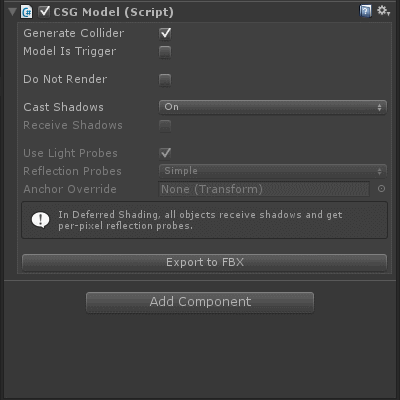 CSG Model (Script)
Generate Collider
Model Is Trigger
Do Not Render
Cast Shadows On
Receive Shadows
Use Light Probes
Reflection Probes Simple
Anchor Override None (Transform)
In Deferred Shading, all objects receive shadows and get
per-pixel reflection probes.
Export to FBX
Add Component